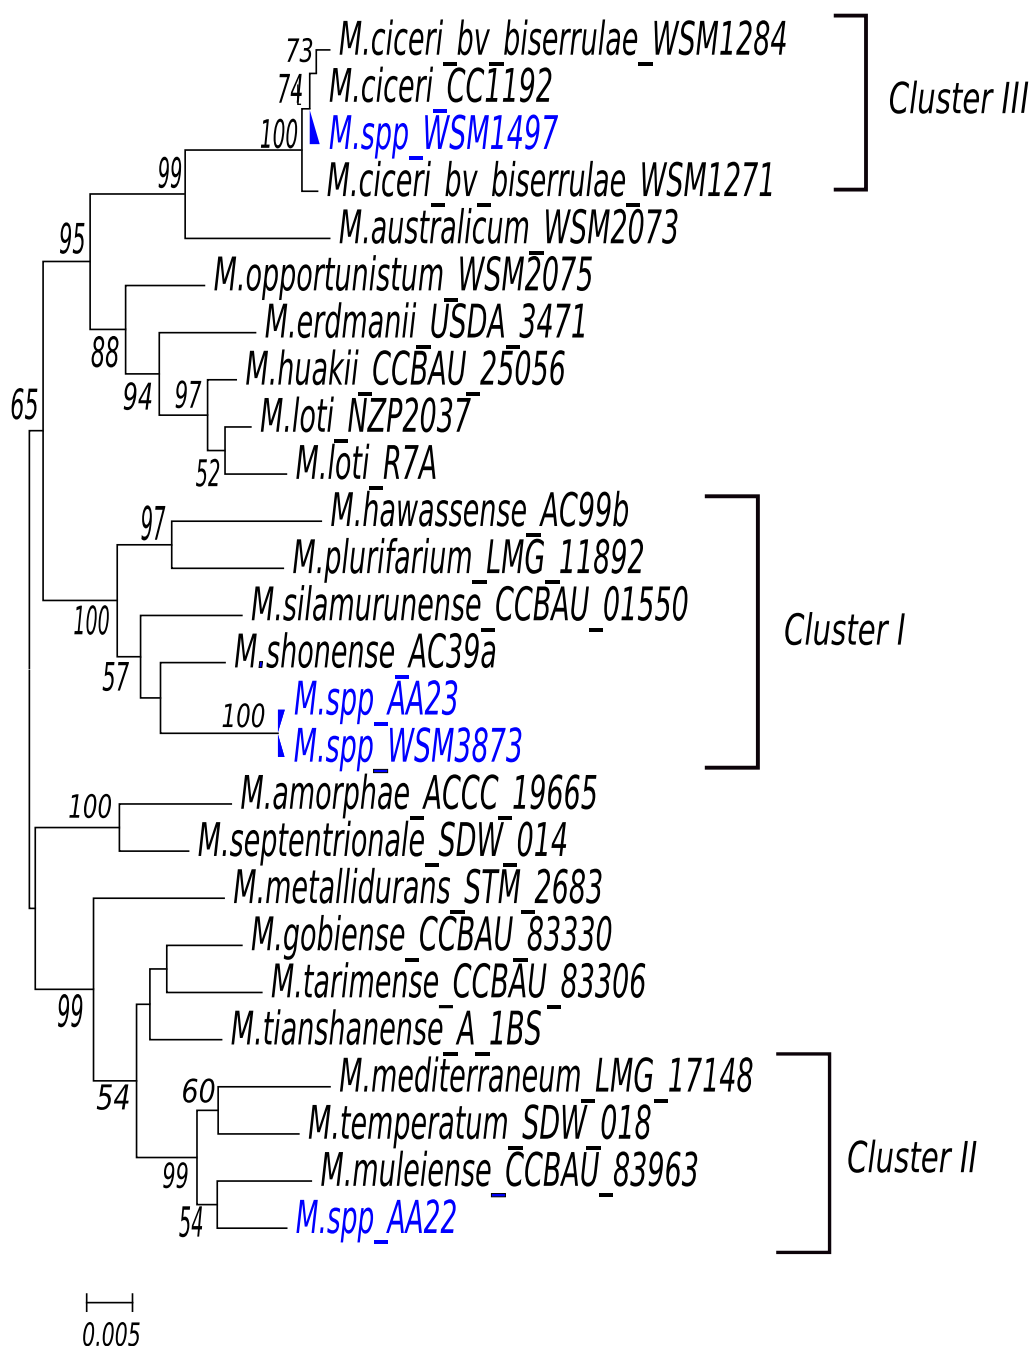 M.ciceri_bv_biserrulae_WSM1284
73
M.ciceri_CC1192
74
Cluster III
M.spp_WSM1497
100
M.ciceri_bv_biserrulae_WSM1271
99
M.australicum_WSM2073
95
M.opportunistum_WSM2075
M.erdmanii_USDA_3471
88
M.huakii_CCBAU_25056
94
97
65
M.loti_NZP2037
M.loti_R7A
52
M.hawassense_AC99b
97
M.plurifarium_LMG_11892
M.silamurunense_CCBAU_01550
100
Cluster I
M.shonense_AC39a
57
M.spp_AA23
100
M.spp_WSM3873
M.amorphae_ACCC_19665
100
M.septentrionale_SDW_014
M.metallidurans_STM_2683
M.gobiense_CCBAU_83330
M.tarimense_CCBAU_83306
99
M.tianshanense_A_1BS
M.mediterraneum_LMG_17148
60
54
M.temperatum_SDW_018
Cluster II
M.muleiense_CCBAU_83963
99
M.spp_AA22
54
0.005